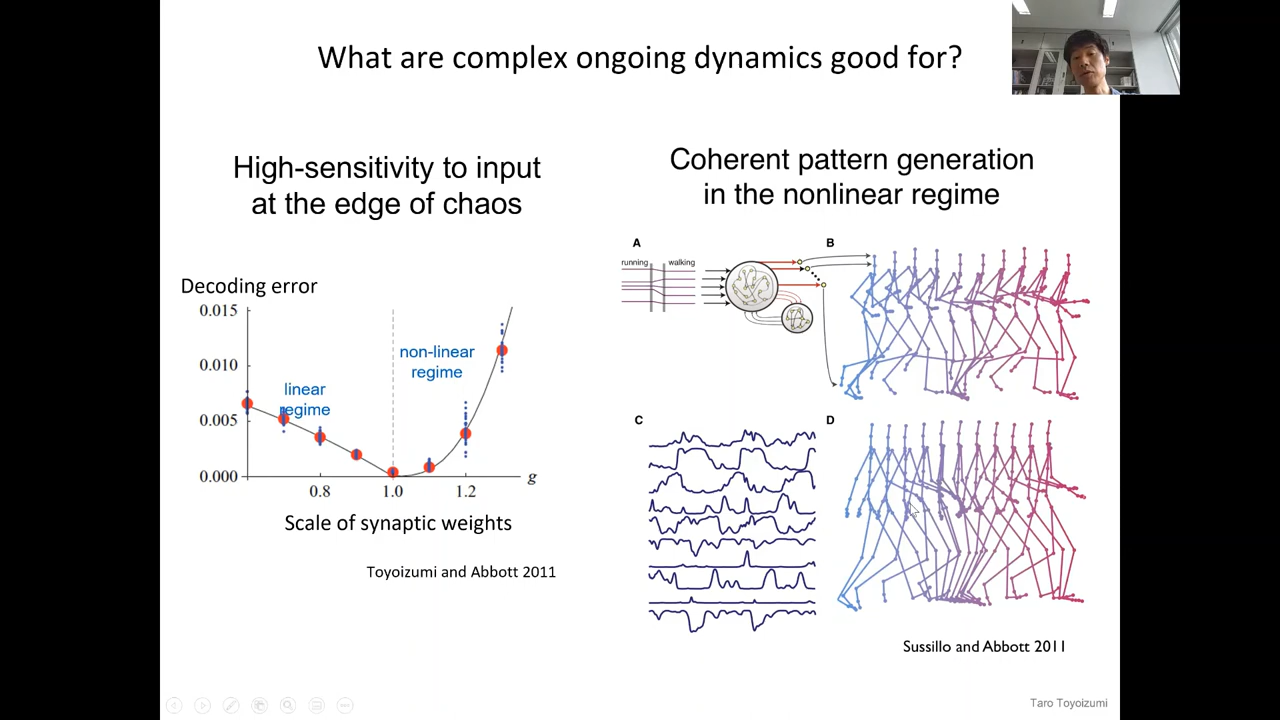 What are complex ongoing dynamics good for?
High-sensitivity to input
at the edge of chaos
Decoding error
0.015
0.010
0.005
0.000
linear
regime
non-linear
regime
0.8
1.0
1.2
g
Scale of synaptic weights
Toyoizumi and Abbott 2011
Coherent pattern generation
in the nonlinear regime
A
running
walking
B
C
D
Sussillo and Abbott 2011
Taro Toyoizumi